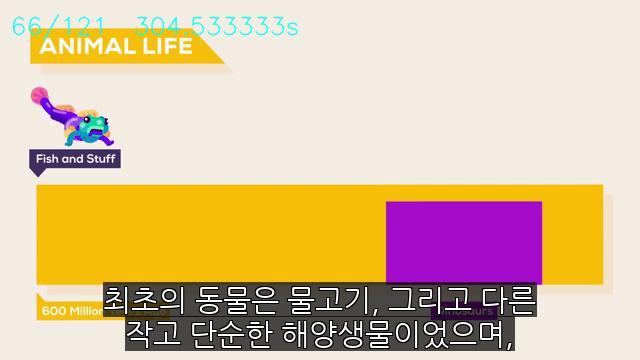 66/121 304.533333s
ANIMAL LIFE
Fish and Stuff
600 Million
Dinosaurs
최초의 동물은 물고기, 그리고 다른
작고 단순한 해양생물이었으며,